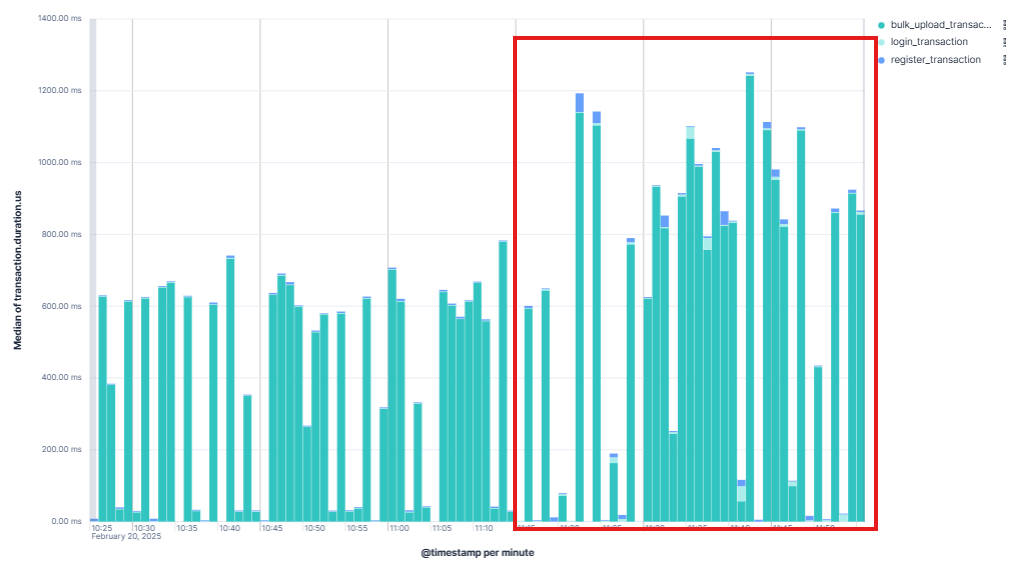 1400.00 ms
1200.00 ms
1000.00 ms
800.00 ms
600.00 ms
400.00 ms
200.00 ms
0.00 ms
Median of transaction.duration.us
10:25
10:30
10:35
10:40
10:45
10:50
10:55
11:00
11:05
11:10
February 20, 2025
@timestamp per minute
bulk_upload_transac...
login_transaction
register_transaction